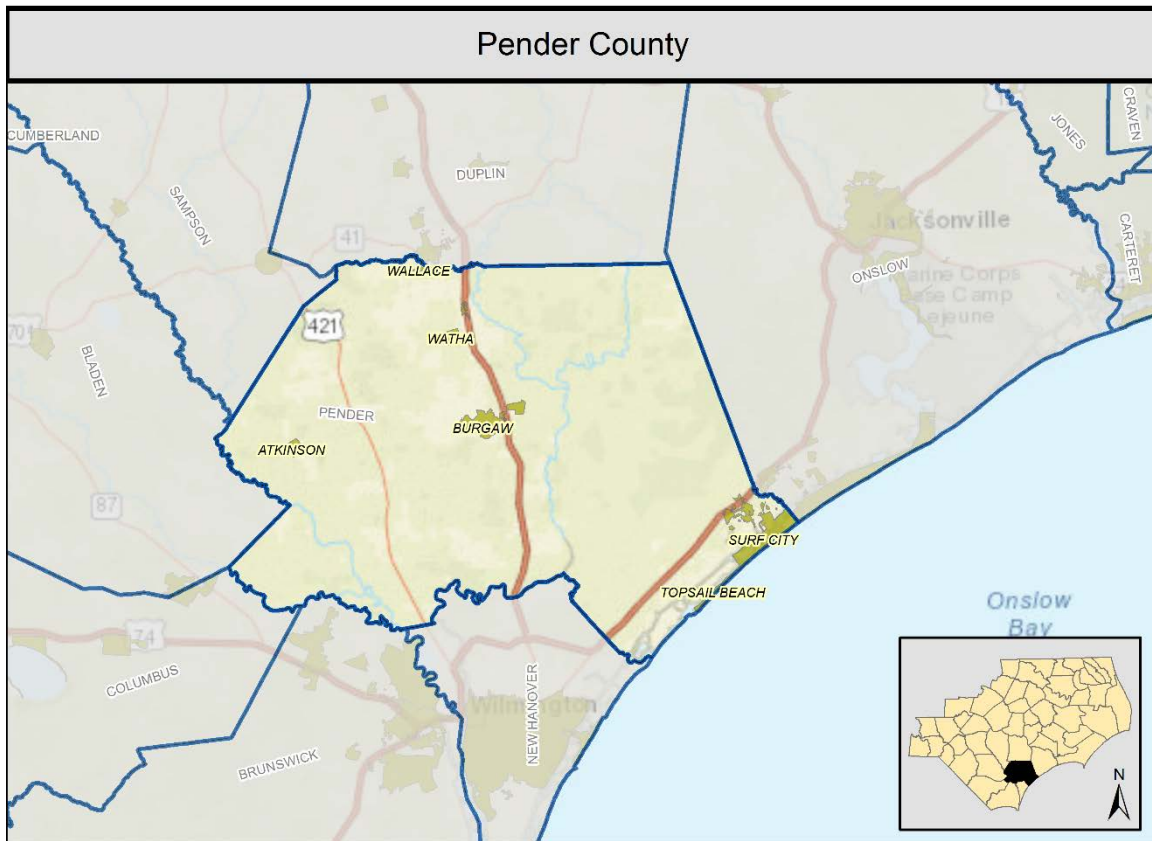 Pender County
CUMBERLAND
SAMPSON
DUPLIN
JONES
CRAVEN
CARTERET
41
Jacksonville
ONSLOW
Marine Corps
Base Camp
Lejeune
WALLACE
421
WATHA
701
BLADEN
PENDER
BURGAW
ATKINSON
87
SURF CITY
TOPSAIL BEACH
Onslow
Bay
74
COLUMBUS
Wilmington
NEW HANOVER
BRUNSWICK
N